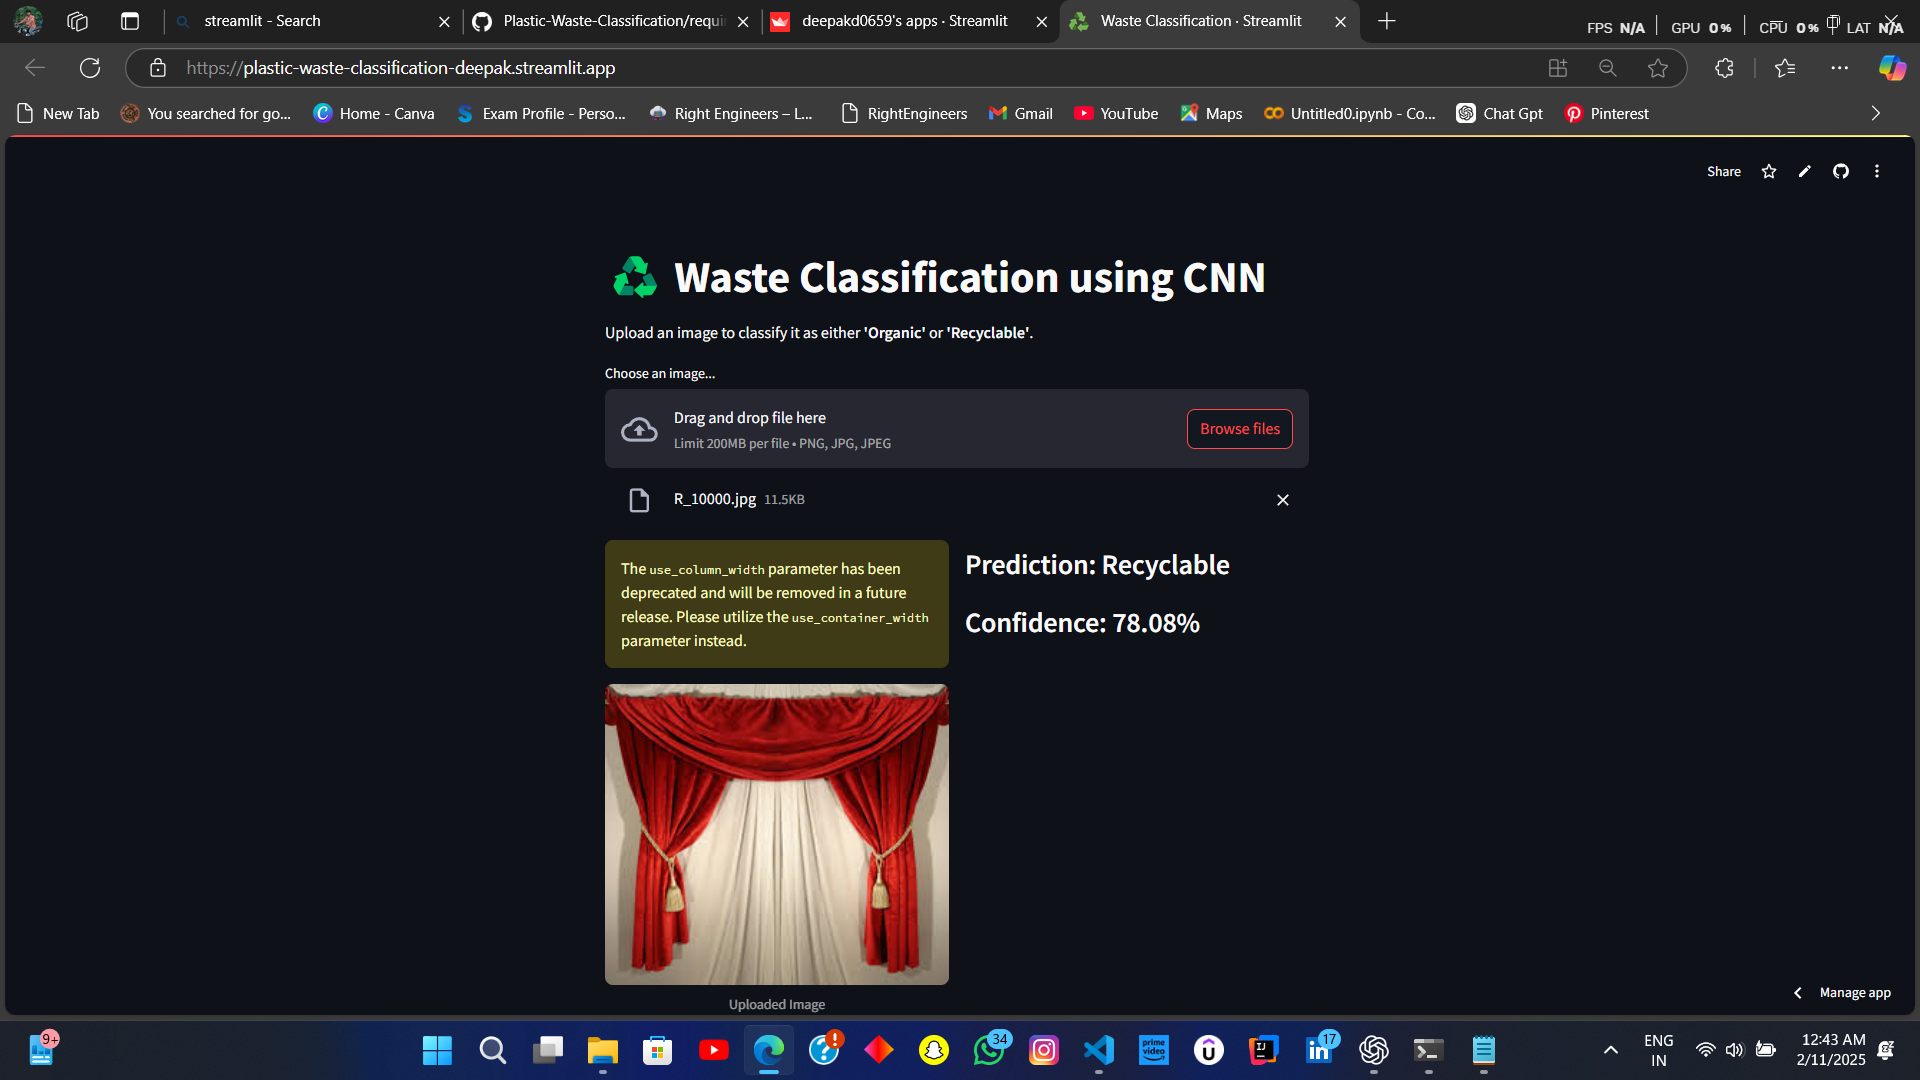 streamlit - Search
Plastic-Waste-Classification/requi
deepakd0659's apps · Streamlit
Waste Classification · Streamlit
FPS N/A GPU 0% CPU 0% LAT N/A
https://plastic-waste-classification-deepak.streamlit.app
New Tab
You searched for go...
Home - Canva
Exam Profile - Perso...
Right Engineers – L...
RightEngineers
Gmail
YouTube
Maps
Untitled0.ipynb - Co...
Chat Gpt
Pinterest
Share
Waste Classification using CNN
Upload an image to classify it as either 'Organic' or 'Recyclable'.
Choose an image...
Drag and drop file here
Limit 200MB per file • PNG, JPG, JPEG
Browse files
R_10000.jpg 11.5KB
The use_column_width parameter has been
deprecated and will be removed in a future
release. Please utilize the use_container_width
parameter instead.
Prediction: Recyclable
Confidence: 78.08%
Uploaded Image
Manage app
9+
34
prime video
IJ
17
ENG
IN
12:43 AM
2/11/2025